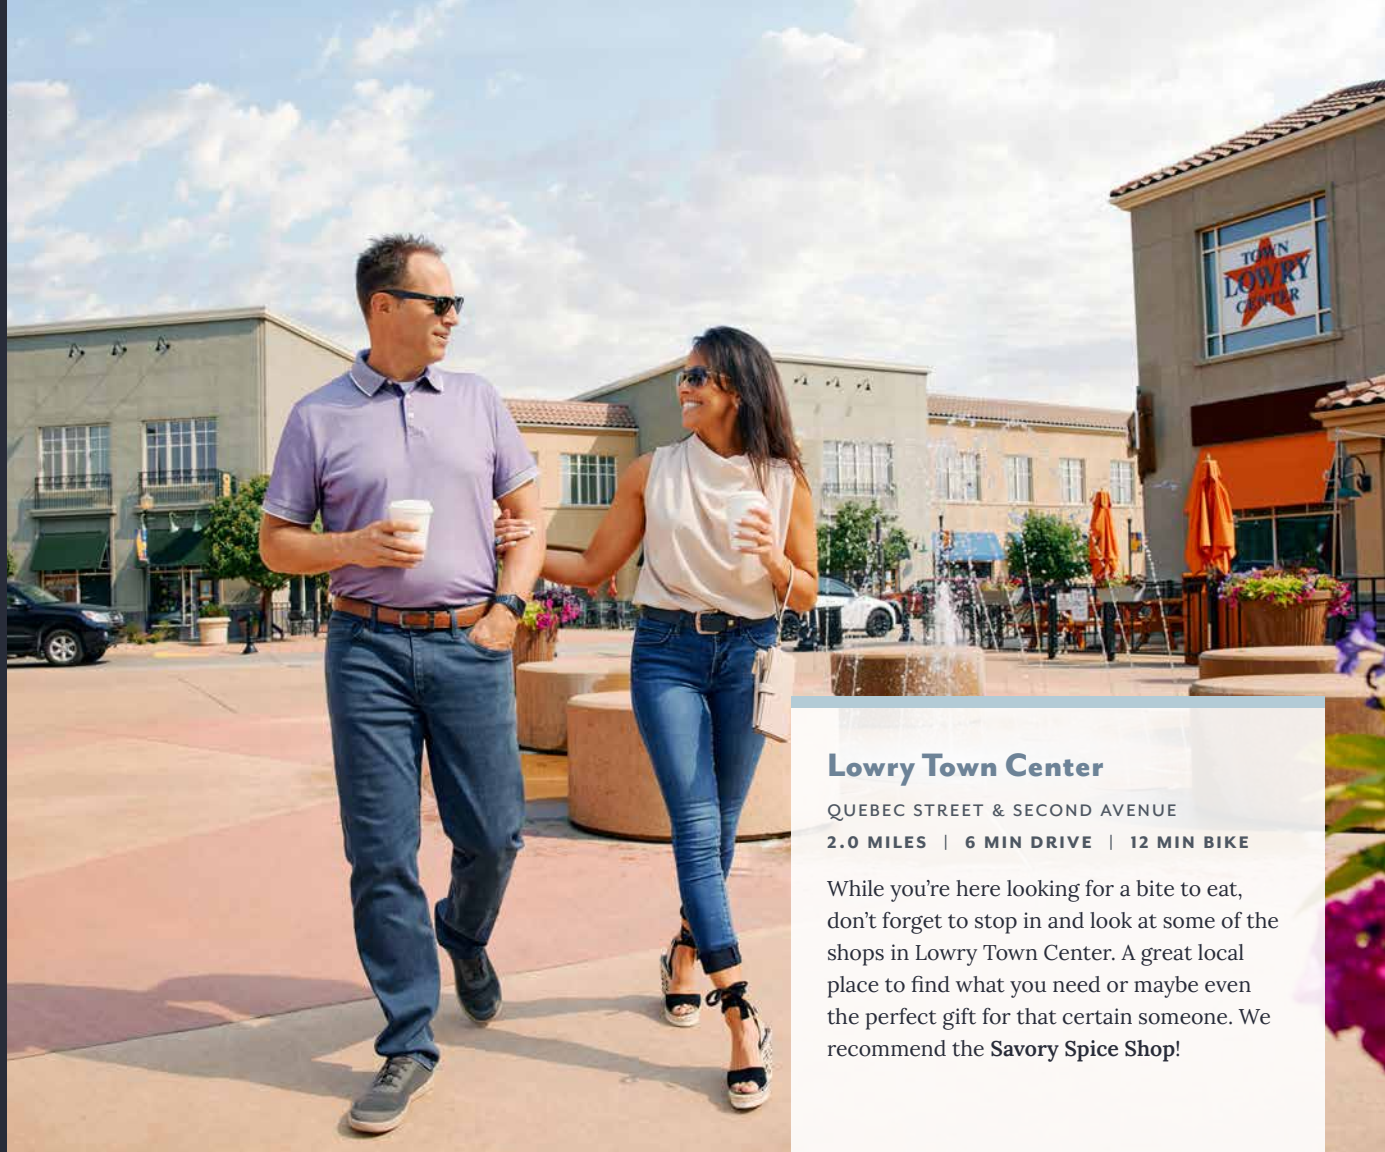 TOWN
LOWRY
CENTER
Lowry Town Center
QUEBEC STREET & SECOND AVENUE
2.0 MILES | 6 MIN DRIVE | 12 MIN BIKE
While you’re here looking for a bite to eat,
don’t forget to stop in and look at some of the
shops in Lowry Town Center. A great local
place to find what you need or maybe even
the perfect gift for that certain someone. We
recommend the Savory Spice Shop!